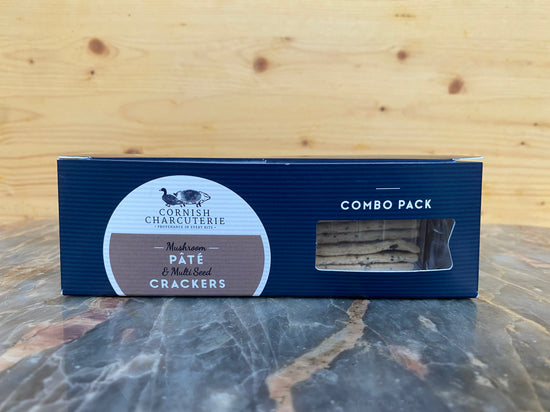 CORNISH
CHARCUTERIE
• PROVENANCE IN EVERY BITE •
Mushroom
PÂTÉ
& Multi Seed
CRACKERS
COMBO PACK